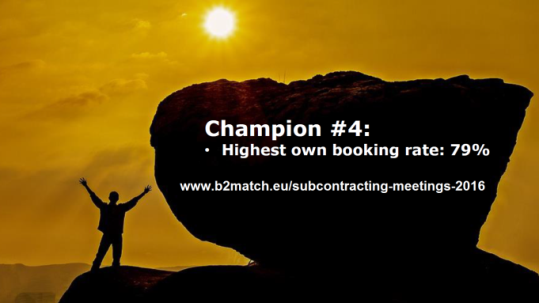 Champion #4:
• Highest own booking rate: 79%
www.b2match.eu/subcontracting-meetings-2016